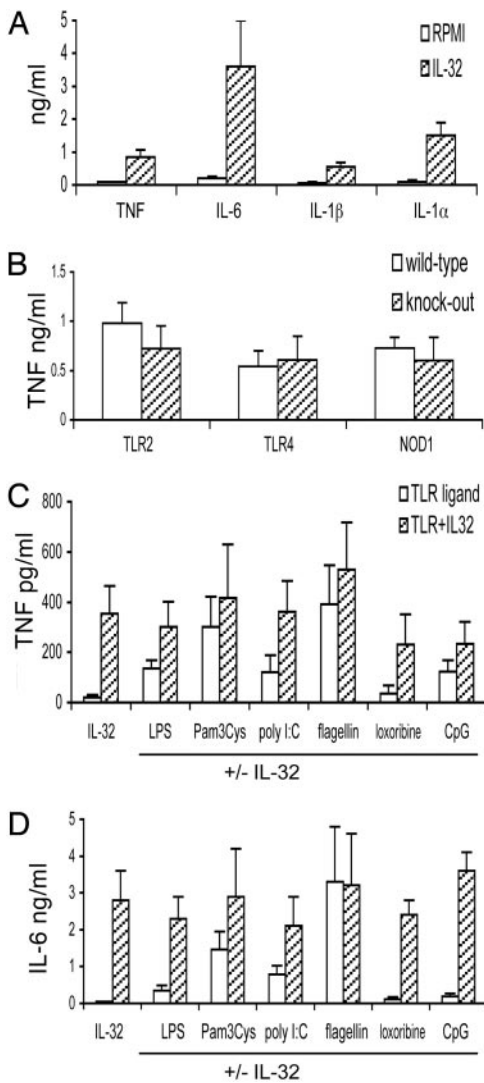 A
RPMI
IL-32
ng/ml
5
4
3
2
1
0
TNF IL-6 IL-1β IL-1α
B
wild-type
knock-out
TNF ng/ml
1.5
1
0.5
0
TLR2 TLR4 NOD1
C
TLR ligand
TLR+IL32
TNF pg/ml
800
600
400
200
0
IL-32 LPS Pam3Cys poly I:C flagellin loxoribine CpG
+/- IL-32
D
IL-6 ng/ml
5
4
3
2
1
0
IL-32 LPS Pam3Cys poly I:C flagellin loxoribine CpG
+/- IL-32